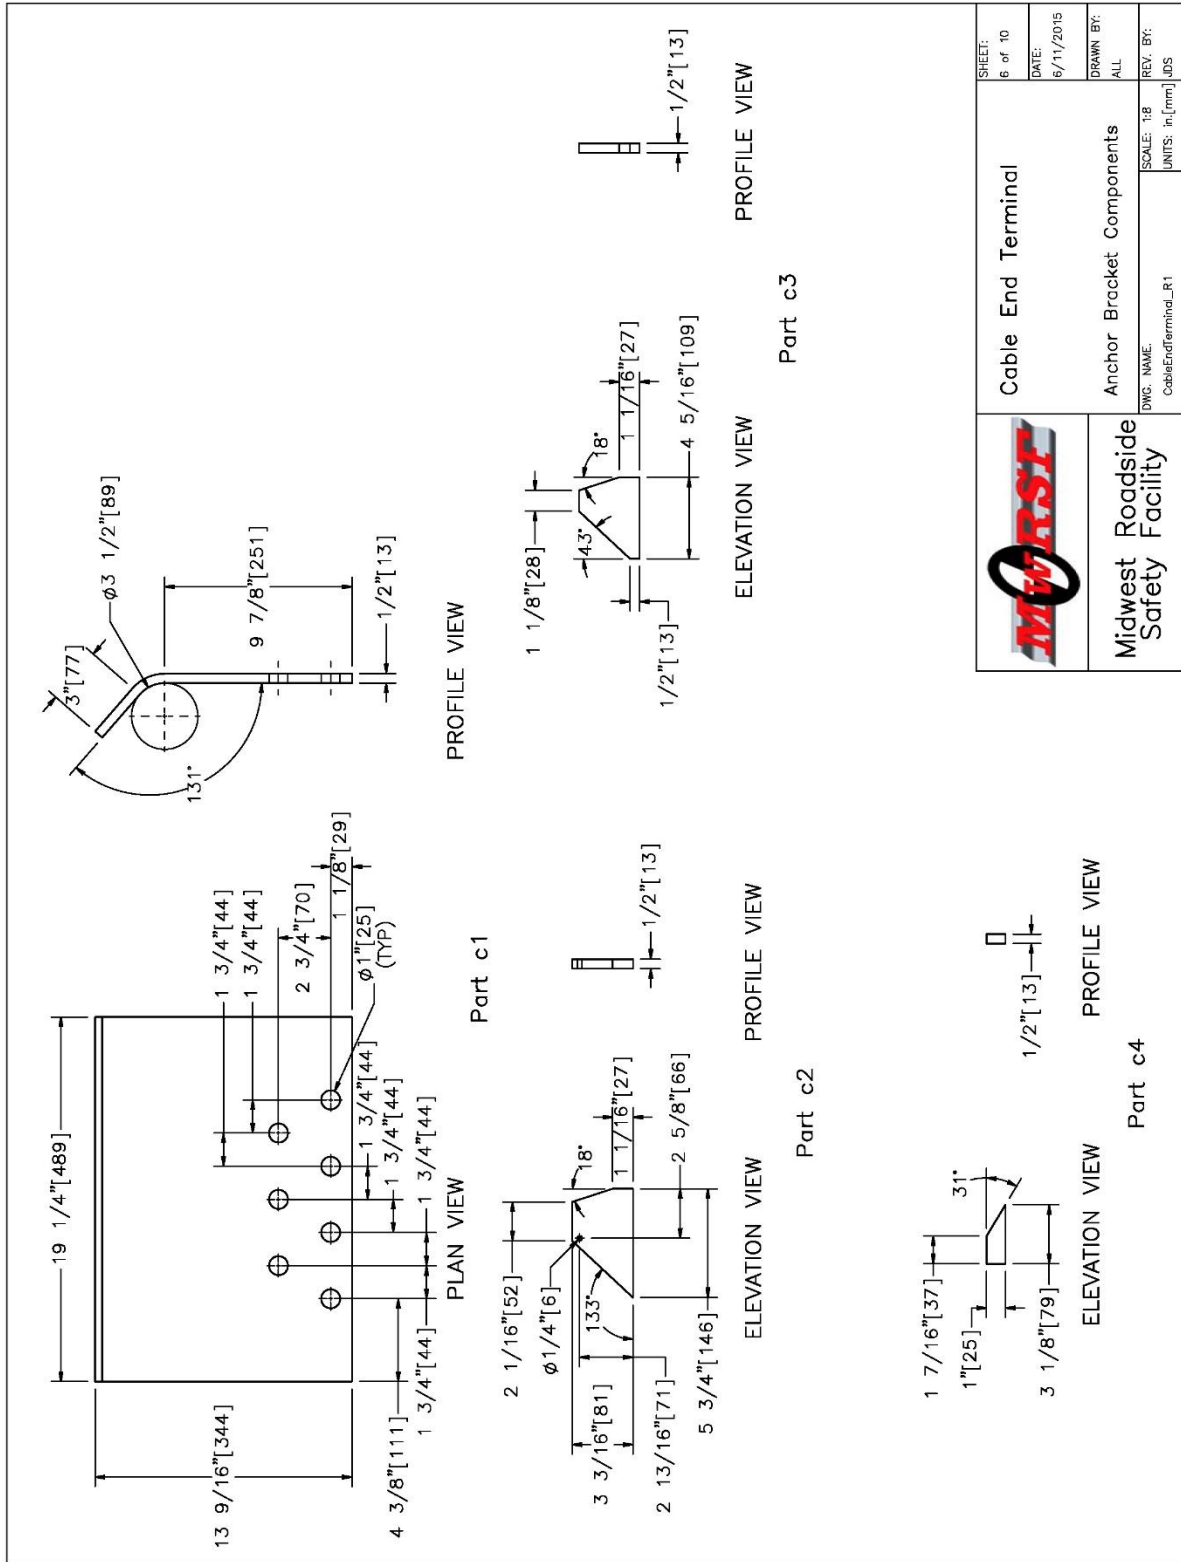 19 1/4"[489]
13 9/16"[344]
4 3/8"[111]
1 3/4"[44]
1 3/4"[44]
1 3/4"[44]
1 3/4"[44]
1 3/4"[44]
1 3/4"[44]
2 3/4"[70]
1 1/8"[29]
ø1"[25]
(TYP)
PLAN VIEW
3"[77]
ø3 1/2"[89]
131°
9 7/8"[251]
1/2"[13]
PROFILE VIEW
Part c1
2 1/16"[52]
ø1/4"[6]
133°
18°
3 3/16"[81]
2 13/16"[71]
1 1/16"[27]
2 5/8"[66]
5 3/4"[146]
ELEVATION VIEW
1/2"[13]
PROFILE VIEW
Part c2
1 1/8"[28]
43°
18°
1/2"[13]
1 1/16"[27]
4 5/16"[109]
ELEVATION VIEW
1/2"[13]
PROFILE VIEW
Part c3
1 7/16"[37]
1"[25]
31°
3 1/8"[79]
ELEVATION VIEW
1/2"[13]
PROFILE VIEW
Part c4
MwRSF
Midwest Roadside
Safety Facility
Cable End Terminal
Anchor Bracket Components
DWG. NAME.
CableEndTerminal_R1
SCALE: 1:8
UNITS: in.[mm]
SHEET:
6 of 10
DATE:
6/11/2015
DRAWN BY:
ALL
REV. BY:
JDS